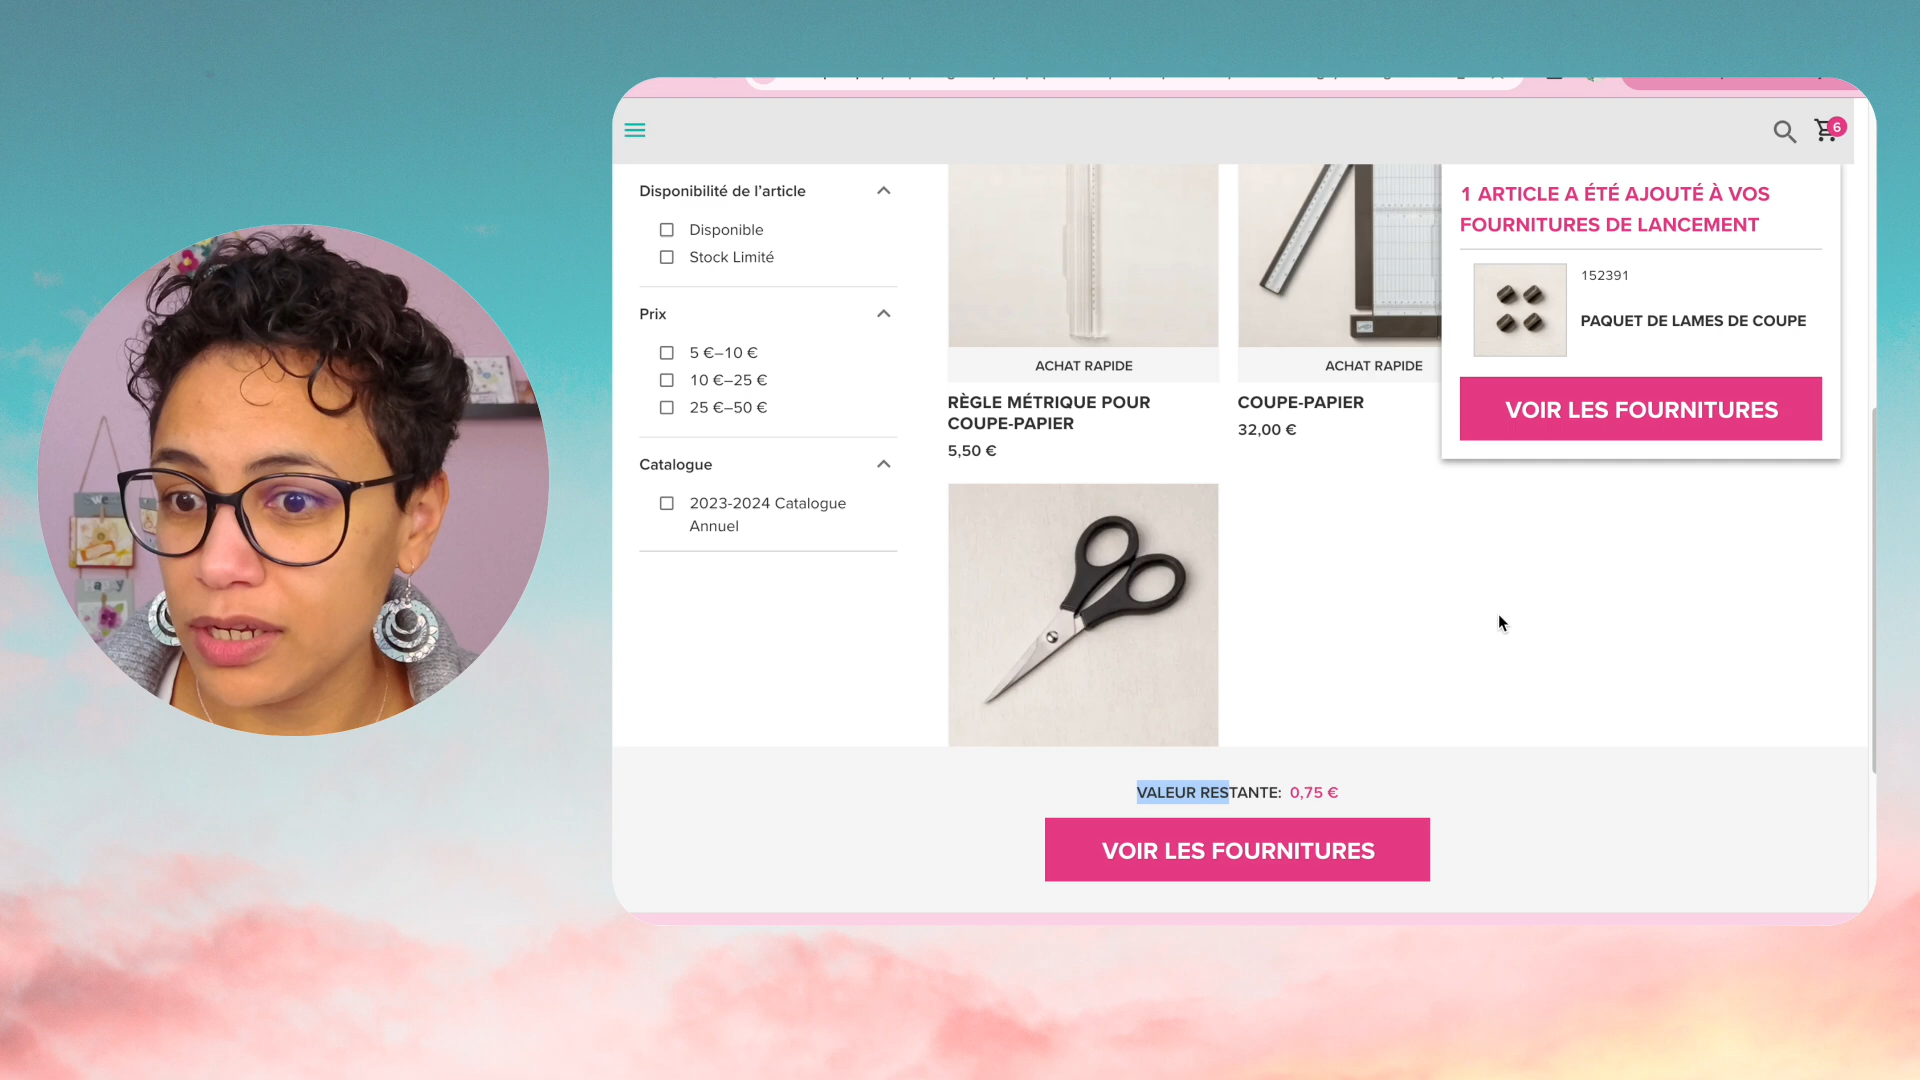 6
Disponibilité de l'article
Disponible
Stock Limité
Prix
5 €–10 €
10 €–25 €
25 €–50 €
Catalogue
2023-2024 Catalogue
Annuel
ACHAT RAPIDE
RÈGLE MÉTRIQUE POUR
COUPE-PAPIER
5,50 €
ACHAT RAPIDE
COUPE-PAPIER
32,00 €
1 ARTICLE A ÉTÉ AJOUTÉ À VOS
FOURNITURES DE LANCEMENT
152391
PAQUET DE LAMES DE COUPE
VOIR LES FOURNITURES
VALEUR RESTANTE: 0,75 €
VOIR LES FOURNITURES